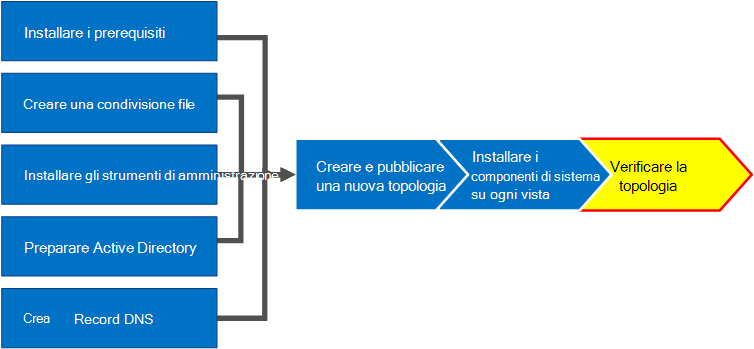 Installare i prerequisiti
Creare una condivisione file
Installare gli strumenti di amministrazione
Preparare Active Directory
Crea Record DNS
Creare e pubblicare
una nuova topologia
Installare i
componenti di sistema
su ogni vista
Verificare la
topologia